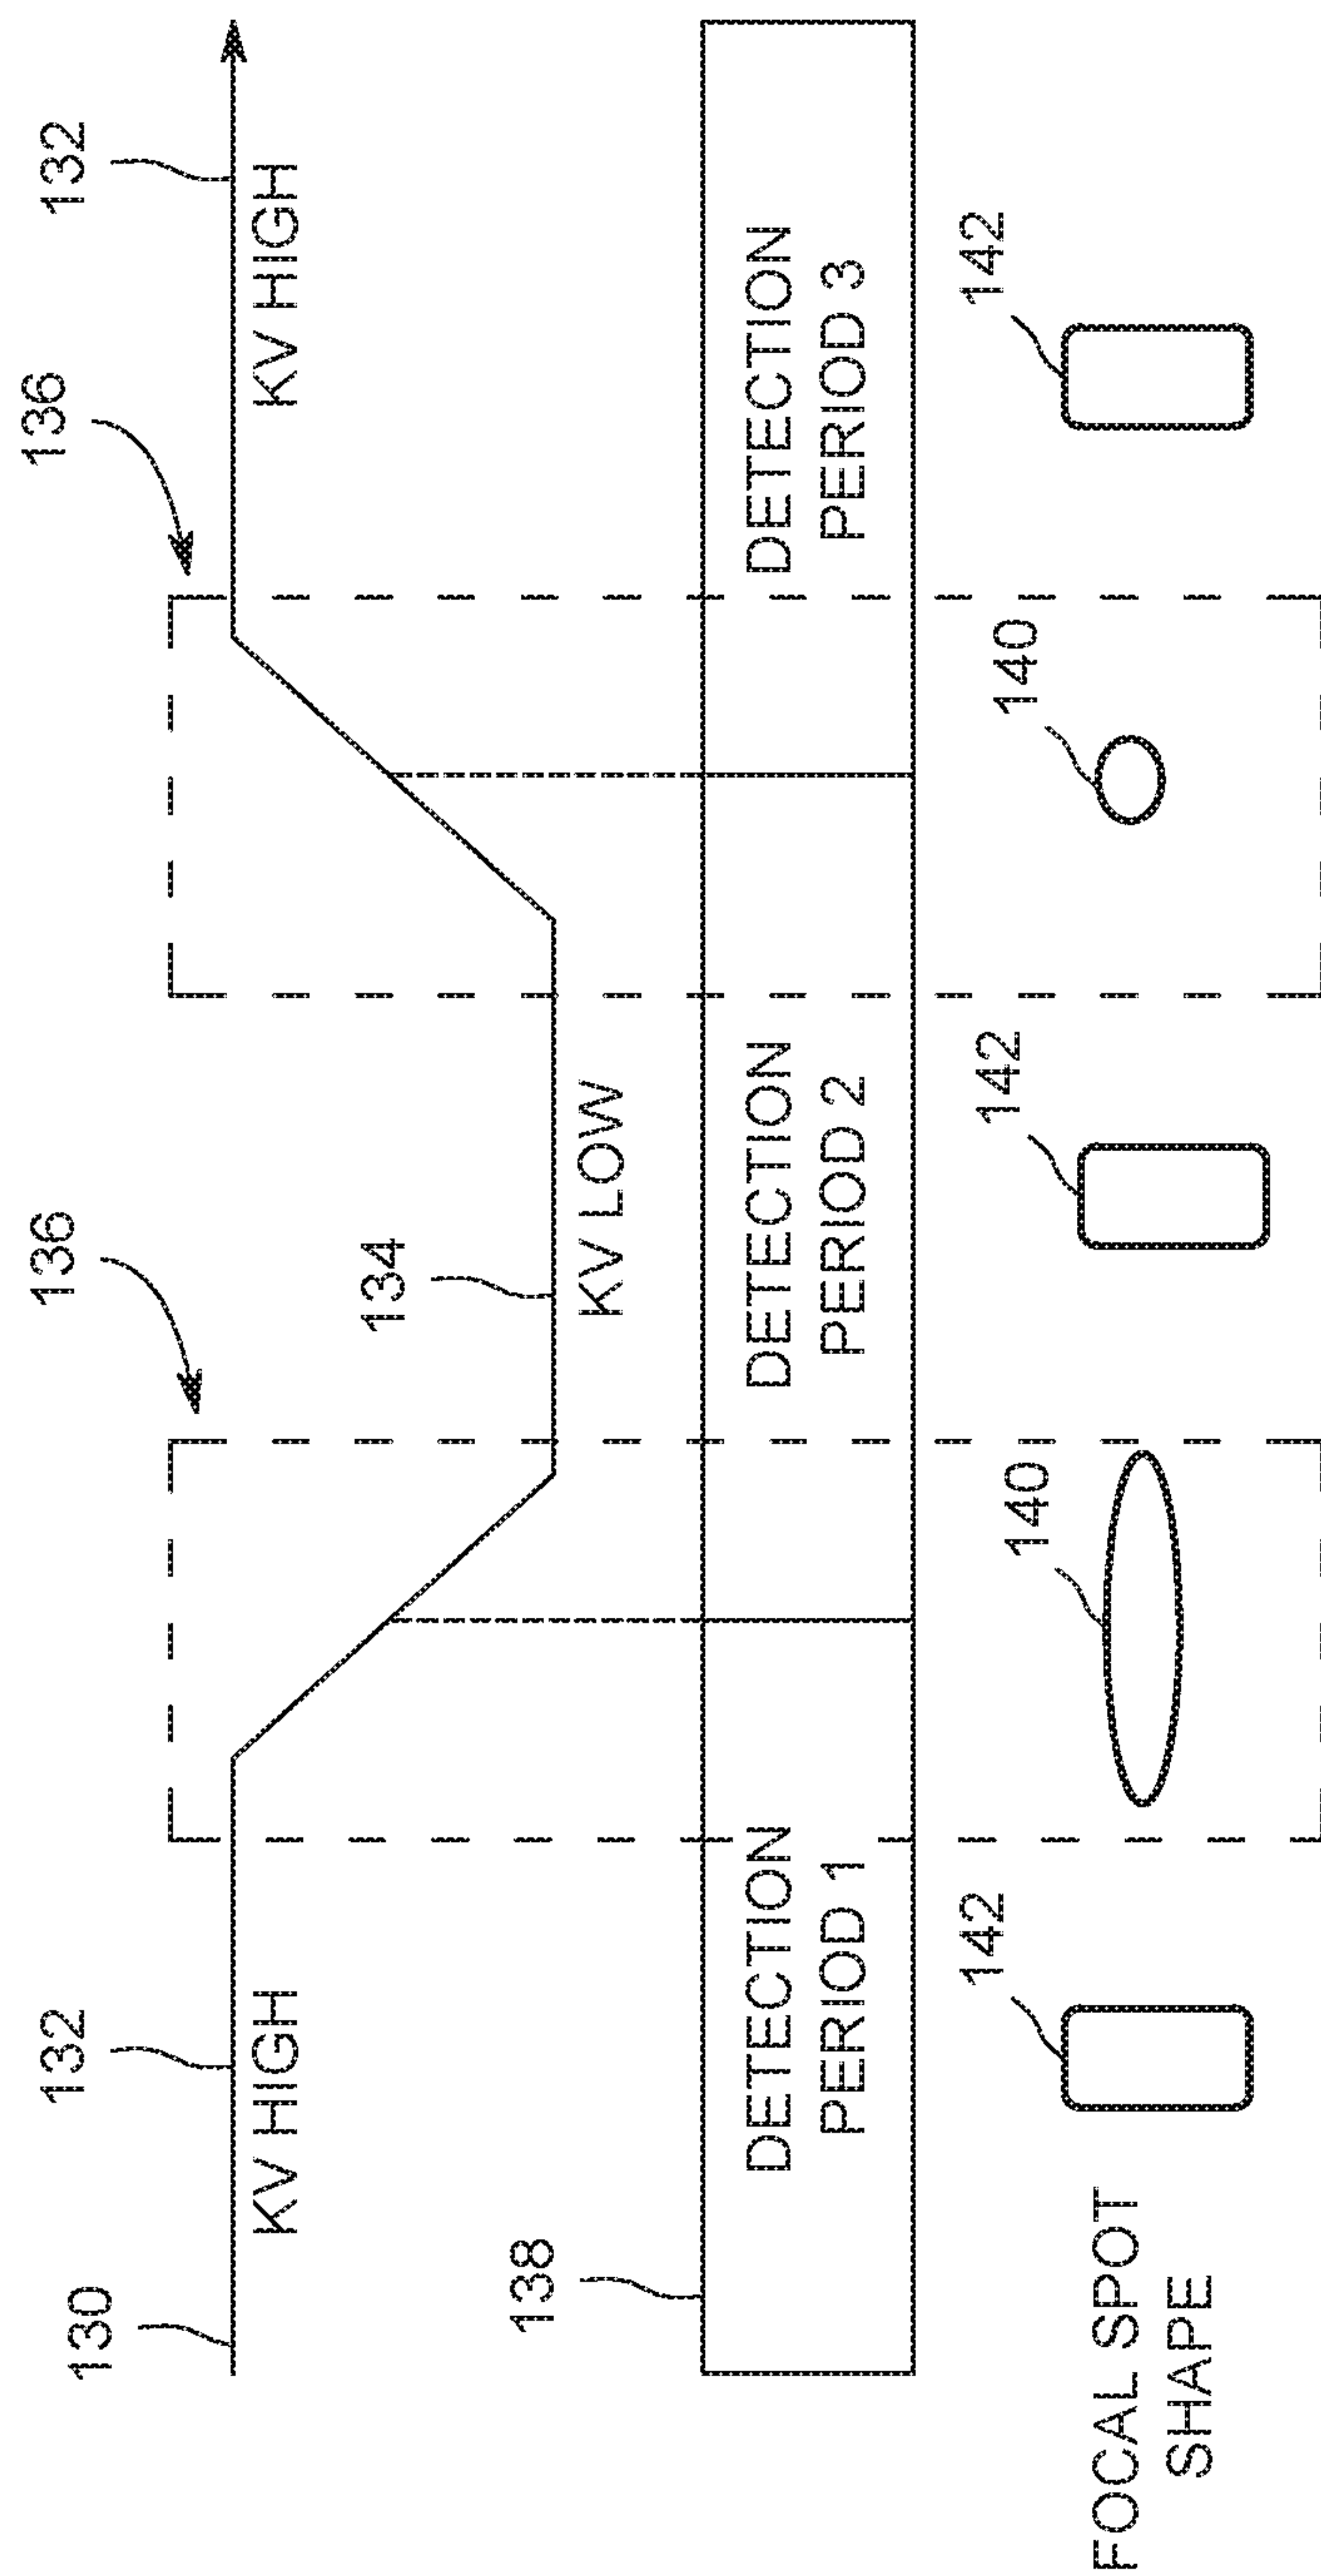 130
132
136
136
132
KV HIGH
134
KV LOW
KV HIGH
138
DETECTION
PERIOD 1
DETECTION
PERIOD 2
DETECTION
PERIOD 3
FOCAL SPOT
SHAPE
142
140
142
140
142